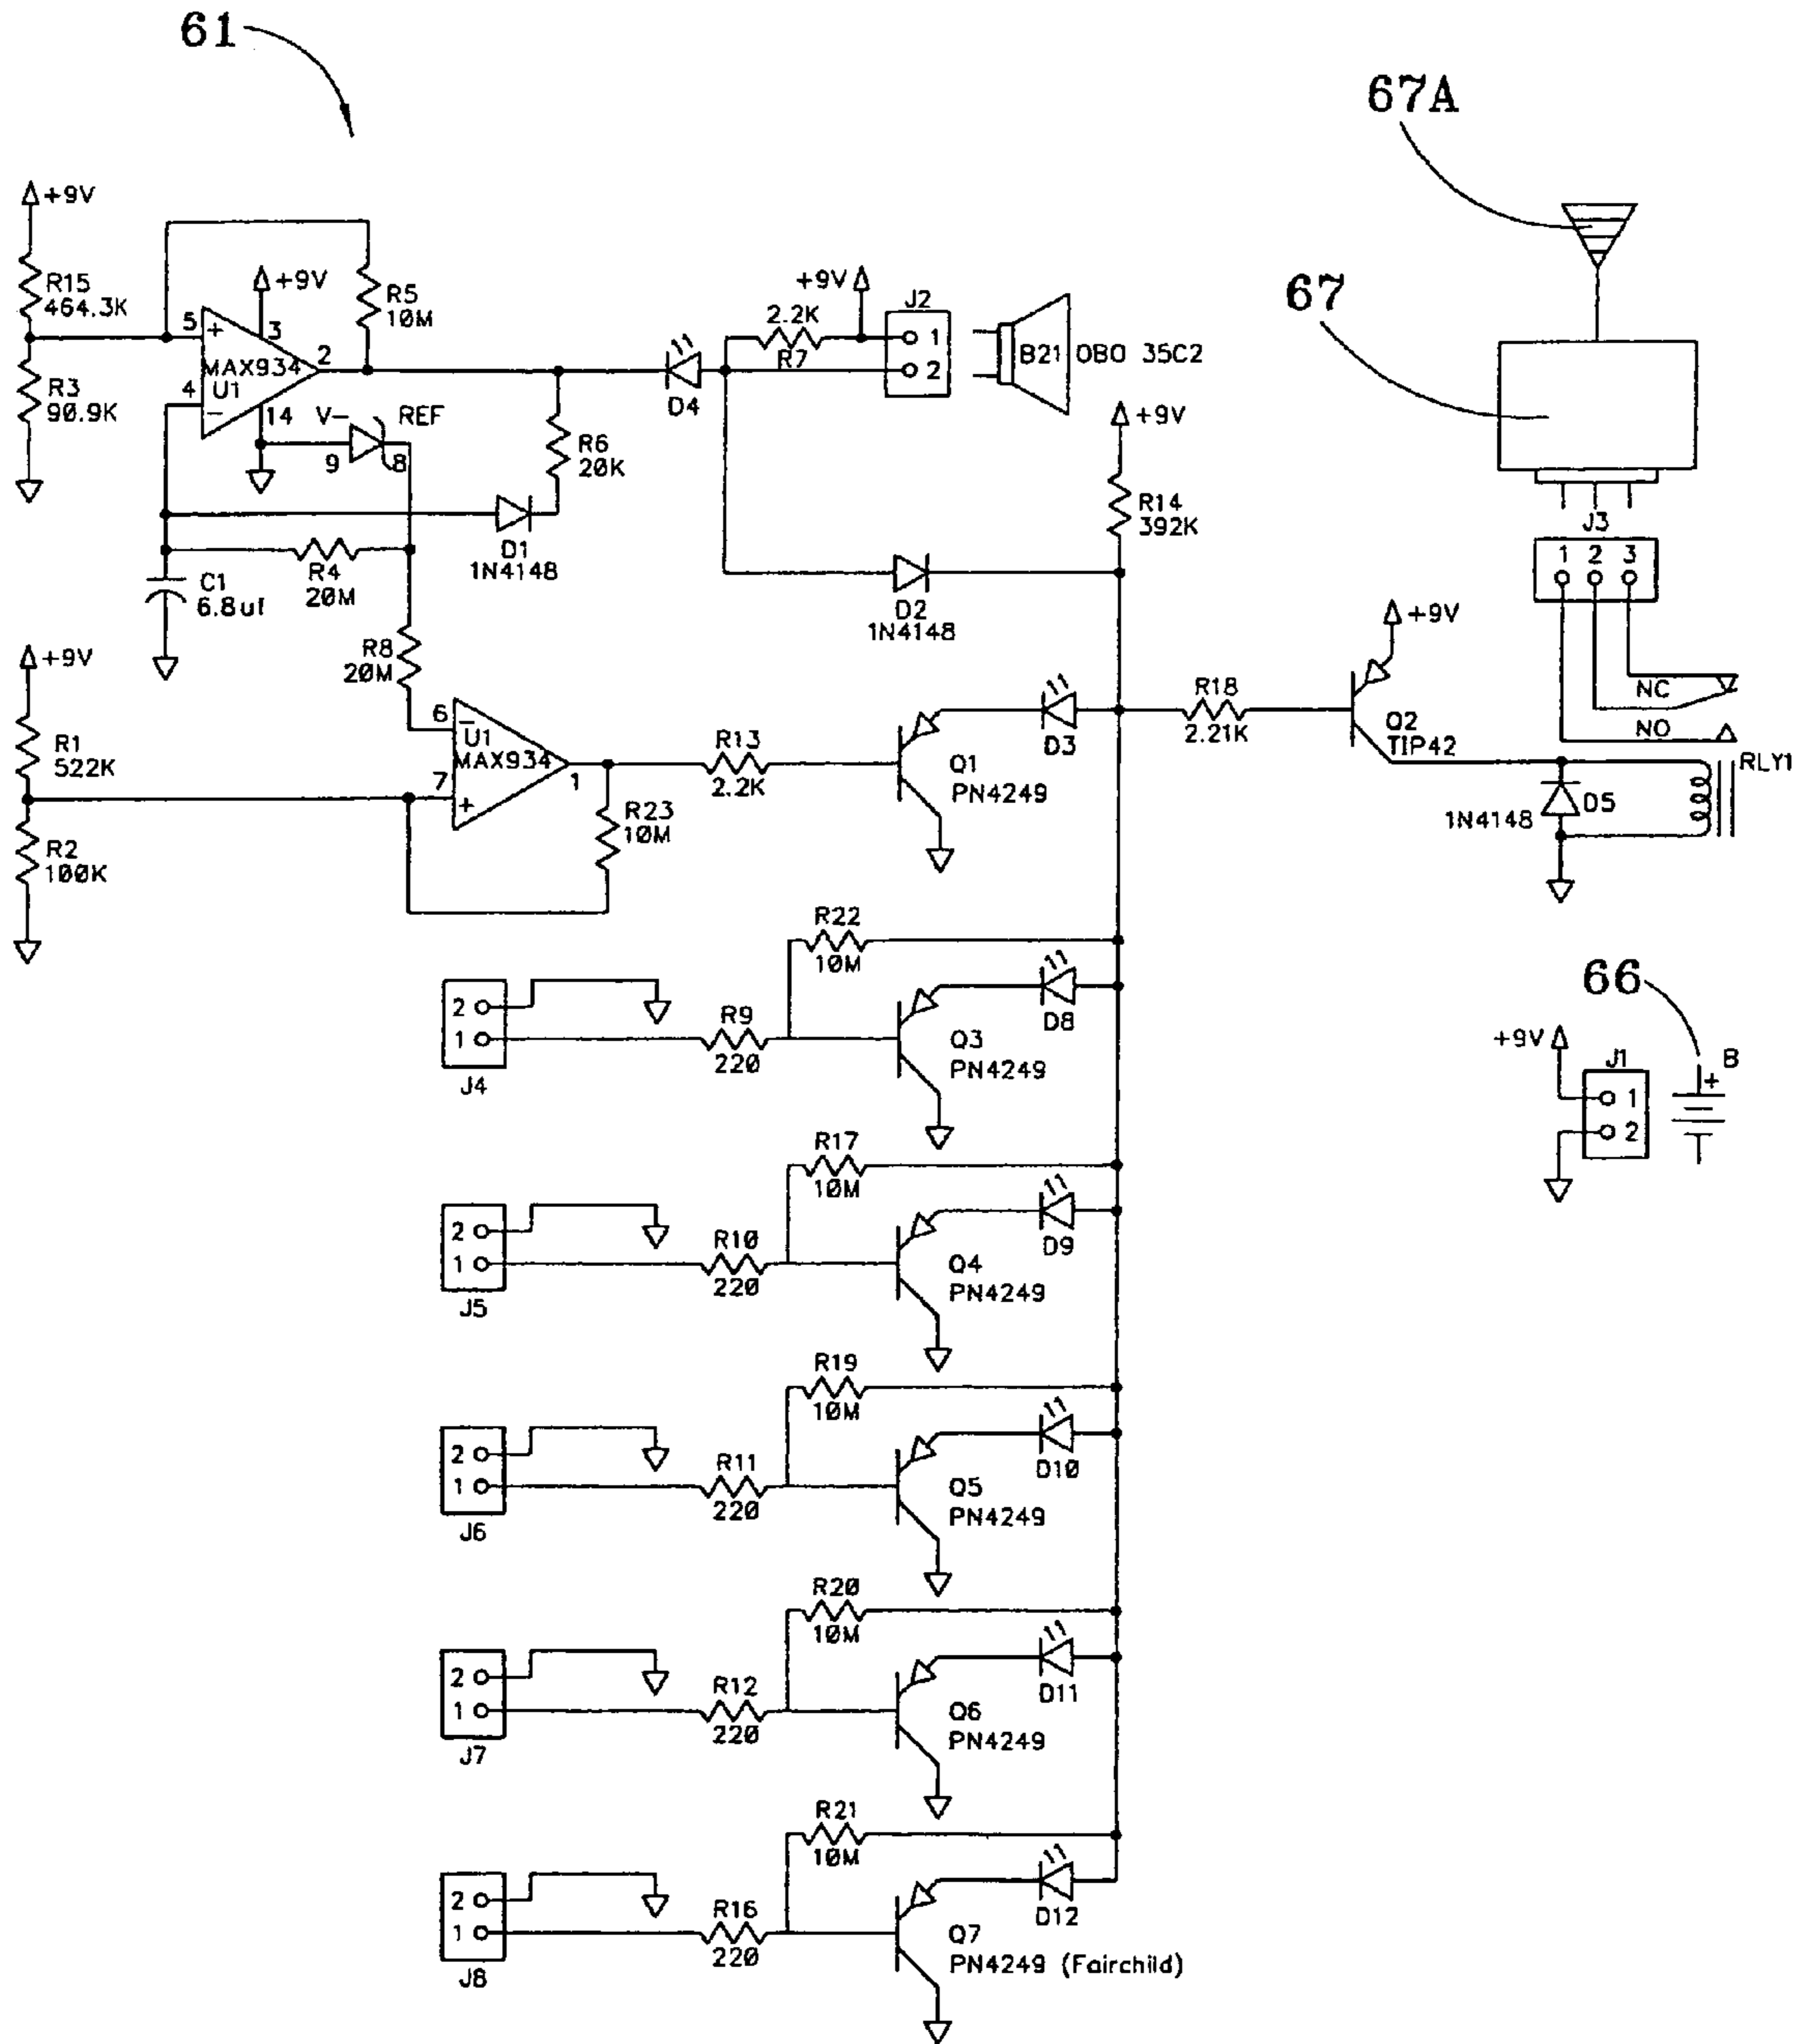 61
67A
+9V
R15
464.3K
R3
90.9K
5
+
4
−
3
+9V
MAX934
U1
2
14
R5
10M
V-
REF
9
8
R6
20K
D4
+9V
2.2K
R7
J2
1
2
B21 OBO 35C2
67
+9V
R14
392K
D1
1N4148
C1
6.8uf
R4
20M
D2
1N4148
J3
1 2 3
+9V
R1
522K
R2
100K
R8
20M
6
−
7
+
U1
MAX934
1
R13
2.2K
R23
10M
Q1
PN4249
D3
R18
2.21K
+9V
Q2
TIP42
NC
NO
RLY1
D5
1N4148
R22
10M
2
1
J4
R9
220
Q3
PN4249
D8
66
+9V
J1
1
2
+
B
R17
10M
2
1
J5
R10
220
Q4
PN4249
D9
R19
10M
2
1
J6
R11
220
Q5
PN4249
D10
R20
10M
2
1
J7
R12
220
Q6
PN4249
D11
R21
10M
2
1
J8
R16
220
Q7
PN4249 (Fairchild)
D12